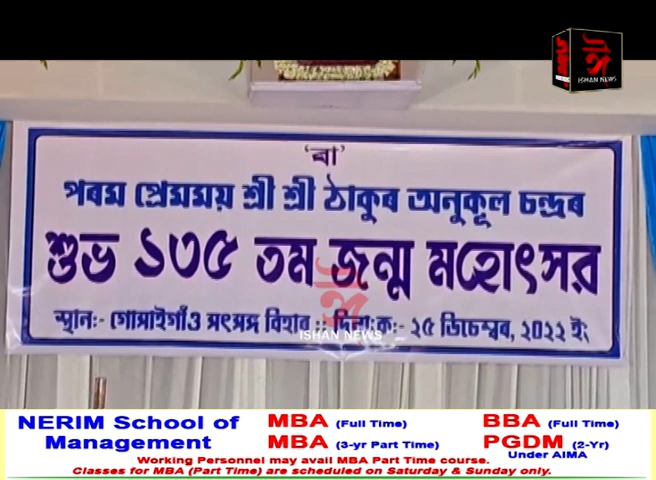 ঈ
ISHAN NEWS
'ৰা'
পৰম প্ৰেমময় শ্ৰী শ্ৰী ঠাকুৰ অনুকূল চন্দ্ৰৰ
শুভ ১৩৫ তম জন্ম মহোৎসৱ
স্থান:- গোসাইগাঁও সৎসঙ্গ বিহাৰ :: দিনাংক:- ২৫ ডিচেম্বৰ, ২০২২ ইং
ISHAN NEWS
NERIM School of Management
MBA (Full Time)
MBA (3-yr Part Time)
BBA (Full Time)
PGDM (2-Yr)
Under AIMA
Working Personnel may avail MBA Part Time course.
Classes for MBA (Part Time) are scheduled on Saturday & Sunday only.